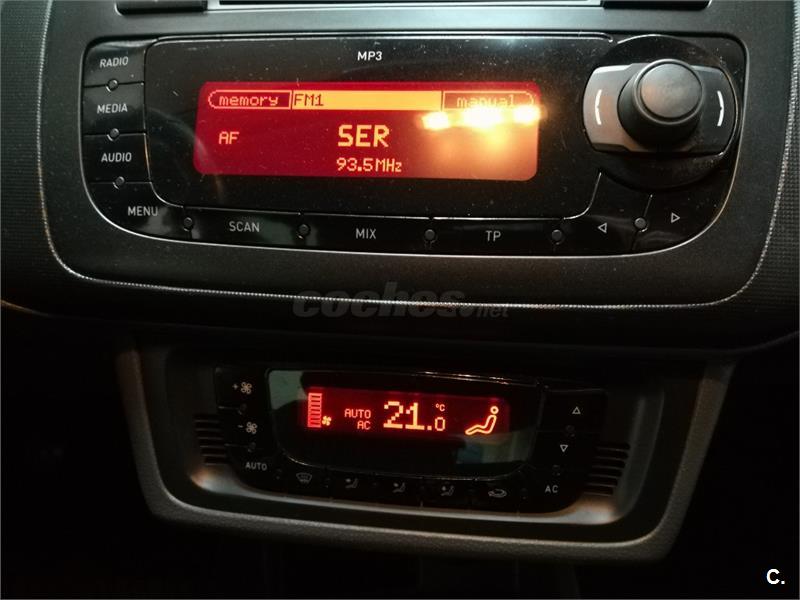 MP3
RADIO
MEDIA
AUDIO
MENU
memory FM1 manual
AF SER
93.5MHz
SCAN MIX TP
coches.net
AUTO 21.0 °C
AC
AUTO AC
C.